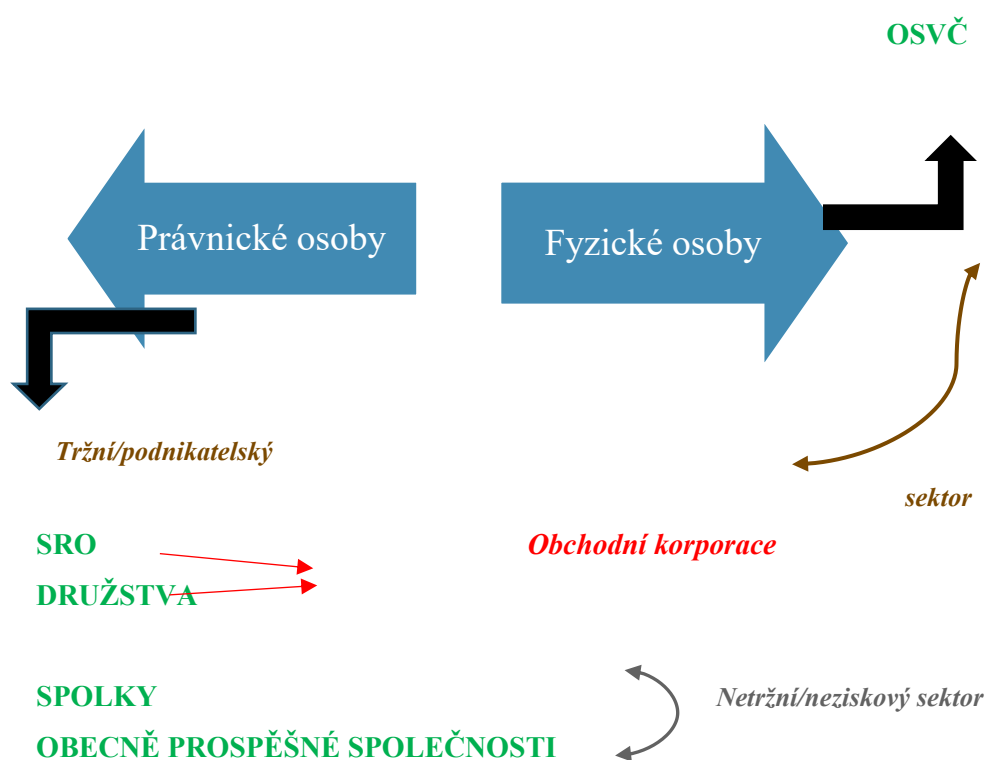 OSVČ
Právnické osoby
Fyzické osoby
Tržní/podnikatelský
sektor
SRO
Obchodní korporace
DRUŽSTVA
SPOLKY
Netržní/neziskový sektor
OBECNĚ PROSPĚŠNÉ SPOLEČNOSTI